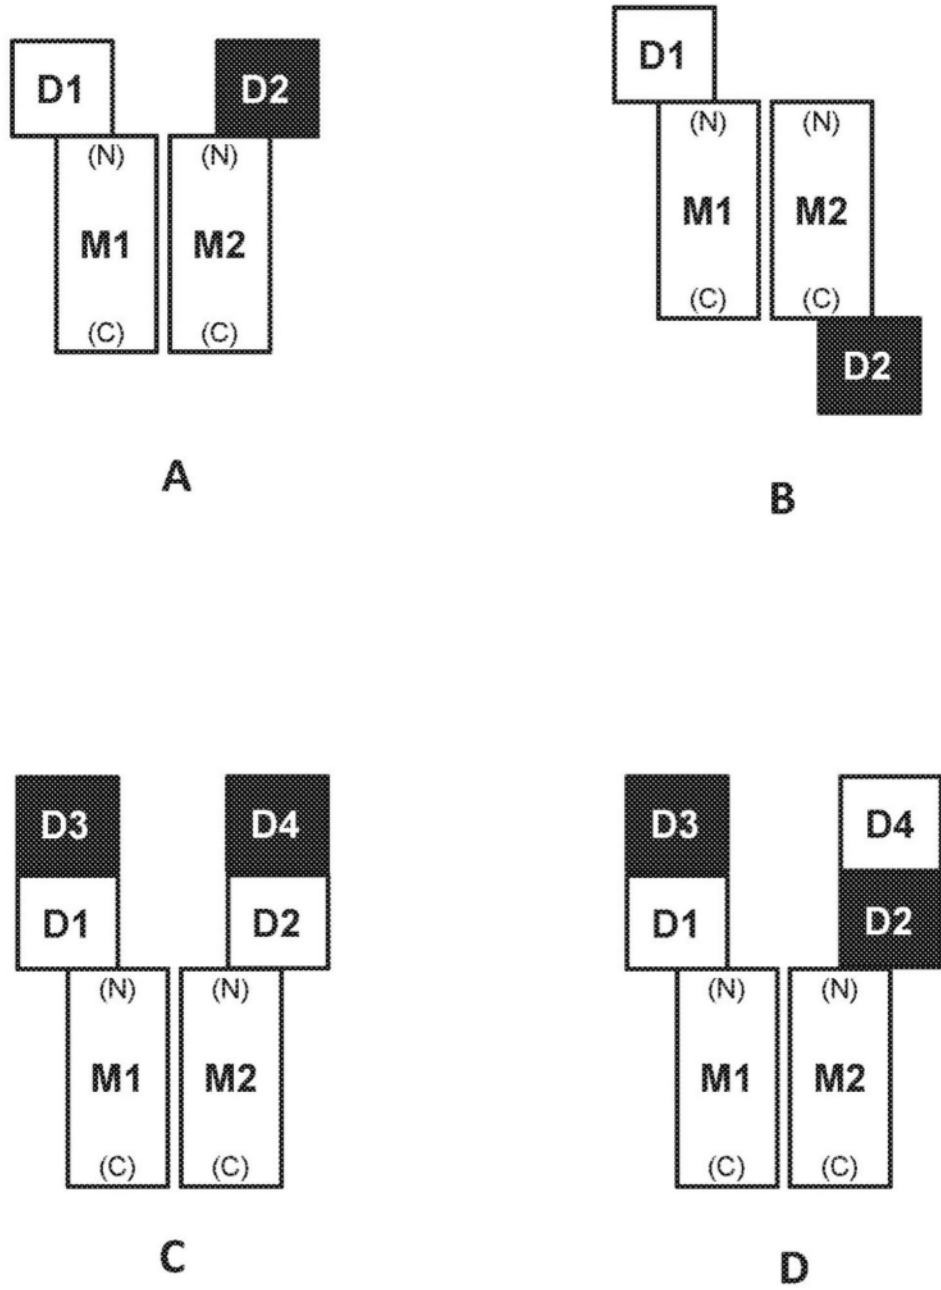 D1 D2
(N) (N)
M1 M2
(C) (C)
A
D1
(N) (N)
M1 M2
(C) (C)
D2
B
D3 D4
D1 D2
(N) (N)
M1 M2
(C) (C)
C
D3 D4
D1 D2
(N) (N)
M1 M2
(C) (C)
D